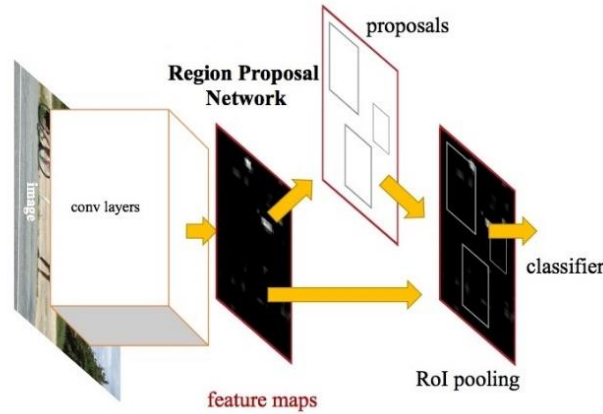 proposals
Region Proposal
Network
image
conv layers
classifier
RoI pooling
feature maps